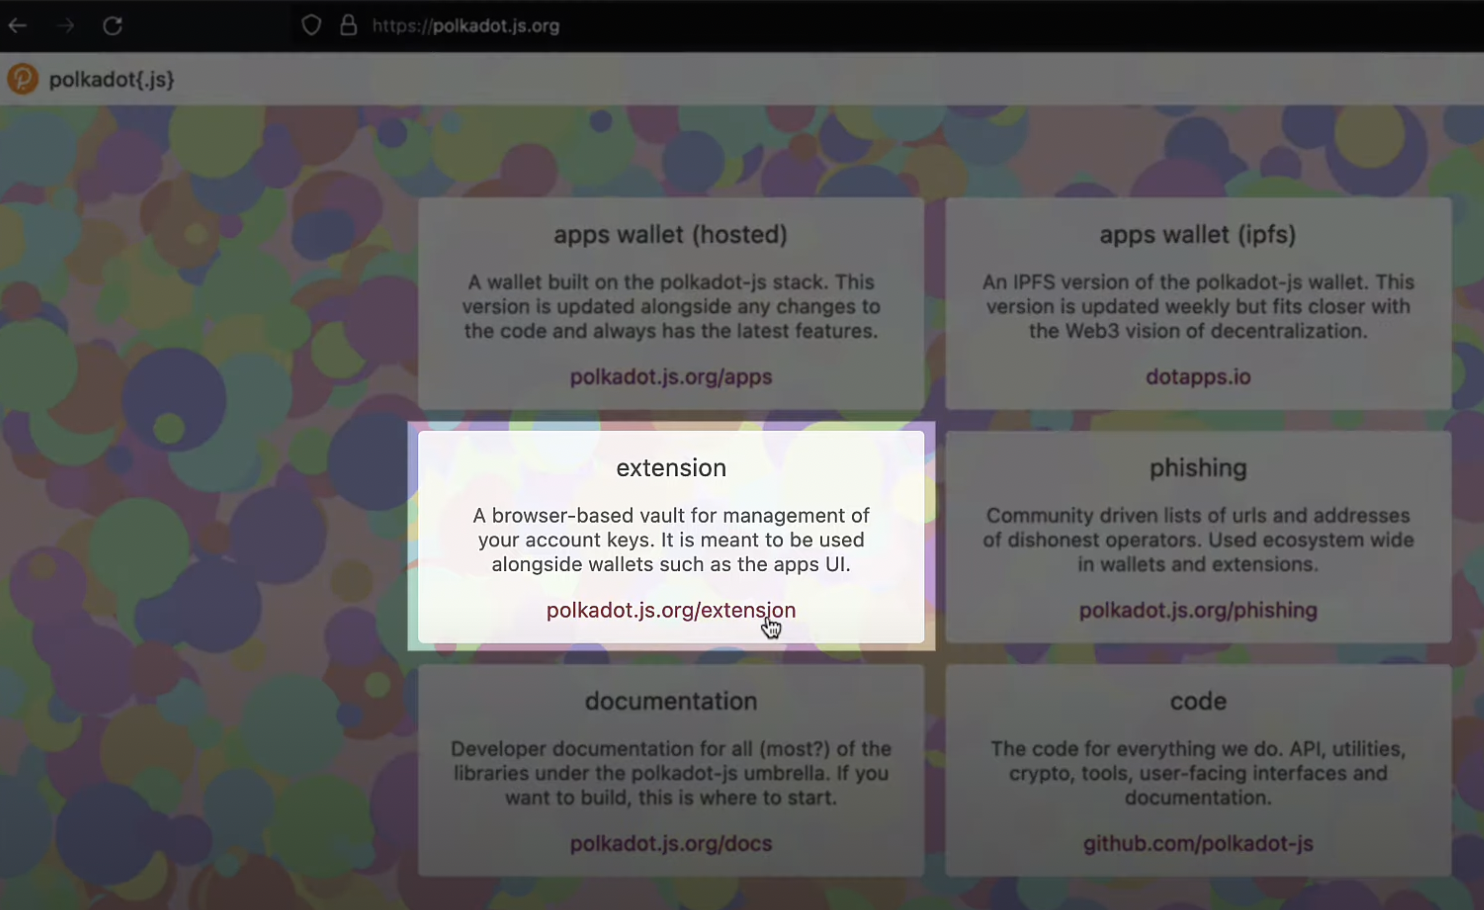 https://polkadot.js.org
polkadot{.js}
apps wallet (hosted)
A wallet built on the polkadot-js stack. This
version is updated alongside any changes to
the code and always has the latest features.
polkadot.js.org/apps
apps wallet (ipfs)
An IPFS version of the polkadot-js wallet. This
version is updated weekly but fits closer with
the Web3 vision of decentralization.
dotapps.io
extension
A browser-based vault for management of
your account keys. It is meant to be used
alongside wallets such as the apps UI.
polkadot.js.org/extension
phishing
Community driven lists of urls and addresses
of dishonest operators. Used ecosystem wide
in wallets and extensions.
polkadot.js.org/phishing
documentation
Developer documentation for all (most?) of the
libraries under the polkadot-js umbrella. If you
want to build, this is where to start.
polkadot.js.org/docs
code
The code for everything we do. API, utilities,
crypto, tools, user-facing interfaces and
documentation.
github.com/polkadot-js